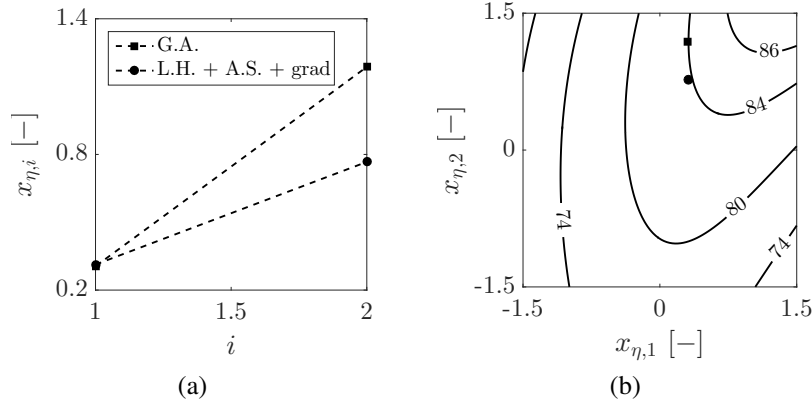 1.4
0.8
0.2
x_{η,i} [−]
G.A.
L.H. + A.S. + grad
1 1.5 2
i
(a)
1.5
0
-1.5
x_{η,2} [−]
86
84
80
74
74
-1.5 0 1.5
x_{η,1} [−]
(b)